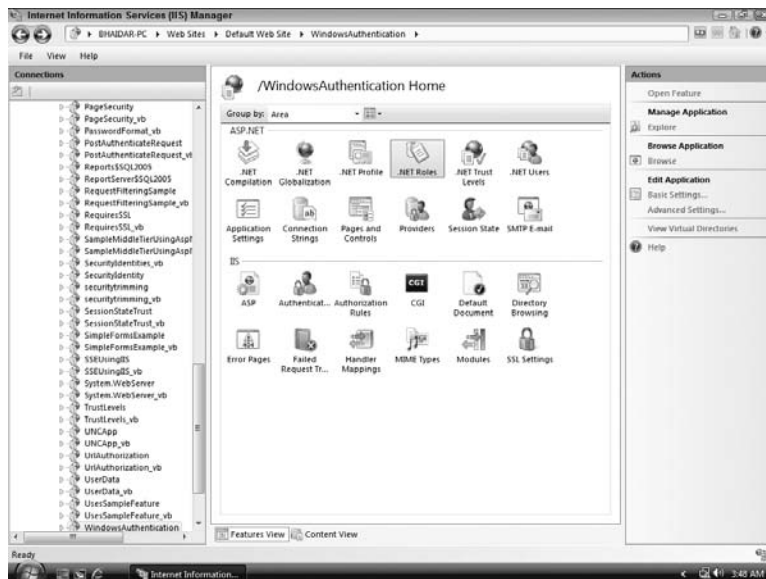 Internet Information Services (IIS) Manager
BHAIDAR-PC Web Sites Default Web Site WindowsAuthentication
File View Help
Connections
PageSecurity
PageSecurity_vb
PasswordFormat_vb
PostAuthenticateRequest
PostAuthenticateRequest_vl
Reports$SQL2005
ReportServer$SQL2005
RequestFilteringSample
RequestFilteringSample_vb
RequiresSSL
RequiresSSL_vb
SampleMiddleTierUsingAspI
SampleMiddleTierUsingAspI
SecurityIdentities_vb
SecurityIdentity
securitytrimming
securitytrimming_vb
SessionStateTrust
SessionStateTrust_vb
SimpleFormsExample
SimpleFormsExample_vb
SSEUsingIIS
SSEUsingIIS_vb
System.WebServer
System.WebServer_vb
TrustLevels
TrustLevels_vb
UNCApp
UNCApp_vb
UrlAuthorization
UrlAuthorization_vb
UserData
UserData_vb
UsesSampleFeature
UsesSampleFeature_vb
WindowsAuthentication
/WindowsAuthentication Home
Group by: Area
ASP.NET
.NET Compilation
.NET Globalization
.NET Profile
.NET Roles
.NET Trust Levels
.NET Users
Application Settings
Connection Strings
Pages and Controls
Providers
Session State
SMTP E-mail
IIS
ASP
Authenticat...
Authorization Rules
CGI
Default Document
Directory Browsing
Error Pages
Failed Request Tr...
Handler Mappings
MIME Types
Modules
SSL Settings
Features View Content View
Actions
Open Feature
Manage Application
Explore
Browse Application
Browse
Edit Application
Basic Settings...
Advanced Settings...
View Virtual Directories
Help
Ready
Internet Information...
3:48 AM